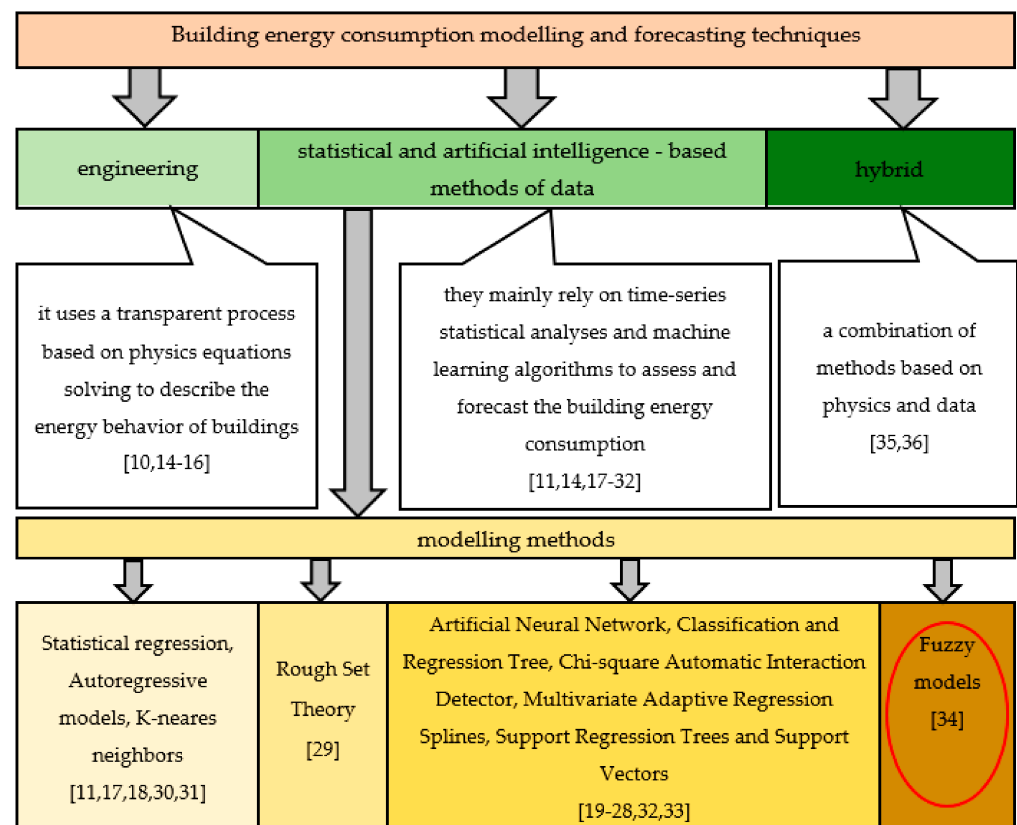 Building energy consumption modelling and forecasting techniques
engineering
statistical and artificial intelligence - based
methods of data
hybrid
it uses a transparent process
based on physics equations
solving to describe the
energy behavior of buildings
[10,14-16]
they mainly rely on time-series
statistical analyses and machine
learning algorithms to assess and
forecast the building energy
consumption
[11,14,17-32]
a combination of
methods based on
physics and data
[35,36]
modelling methods
Statistical regression,
Autoregressive
models, K-neares
neighbors
[11,17,18,30,31]
Rough Set
Theory
[29]
Artificial Neural Network, Classification and
Regression Tree, Chi-square Automatic Interaction
Detector, Multivariate Adaptive Regression
Splines, Support Regression Trees and Support
Vectors
[19-28,32,33]
Fuzzy
models
[34]